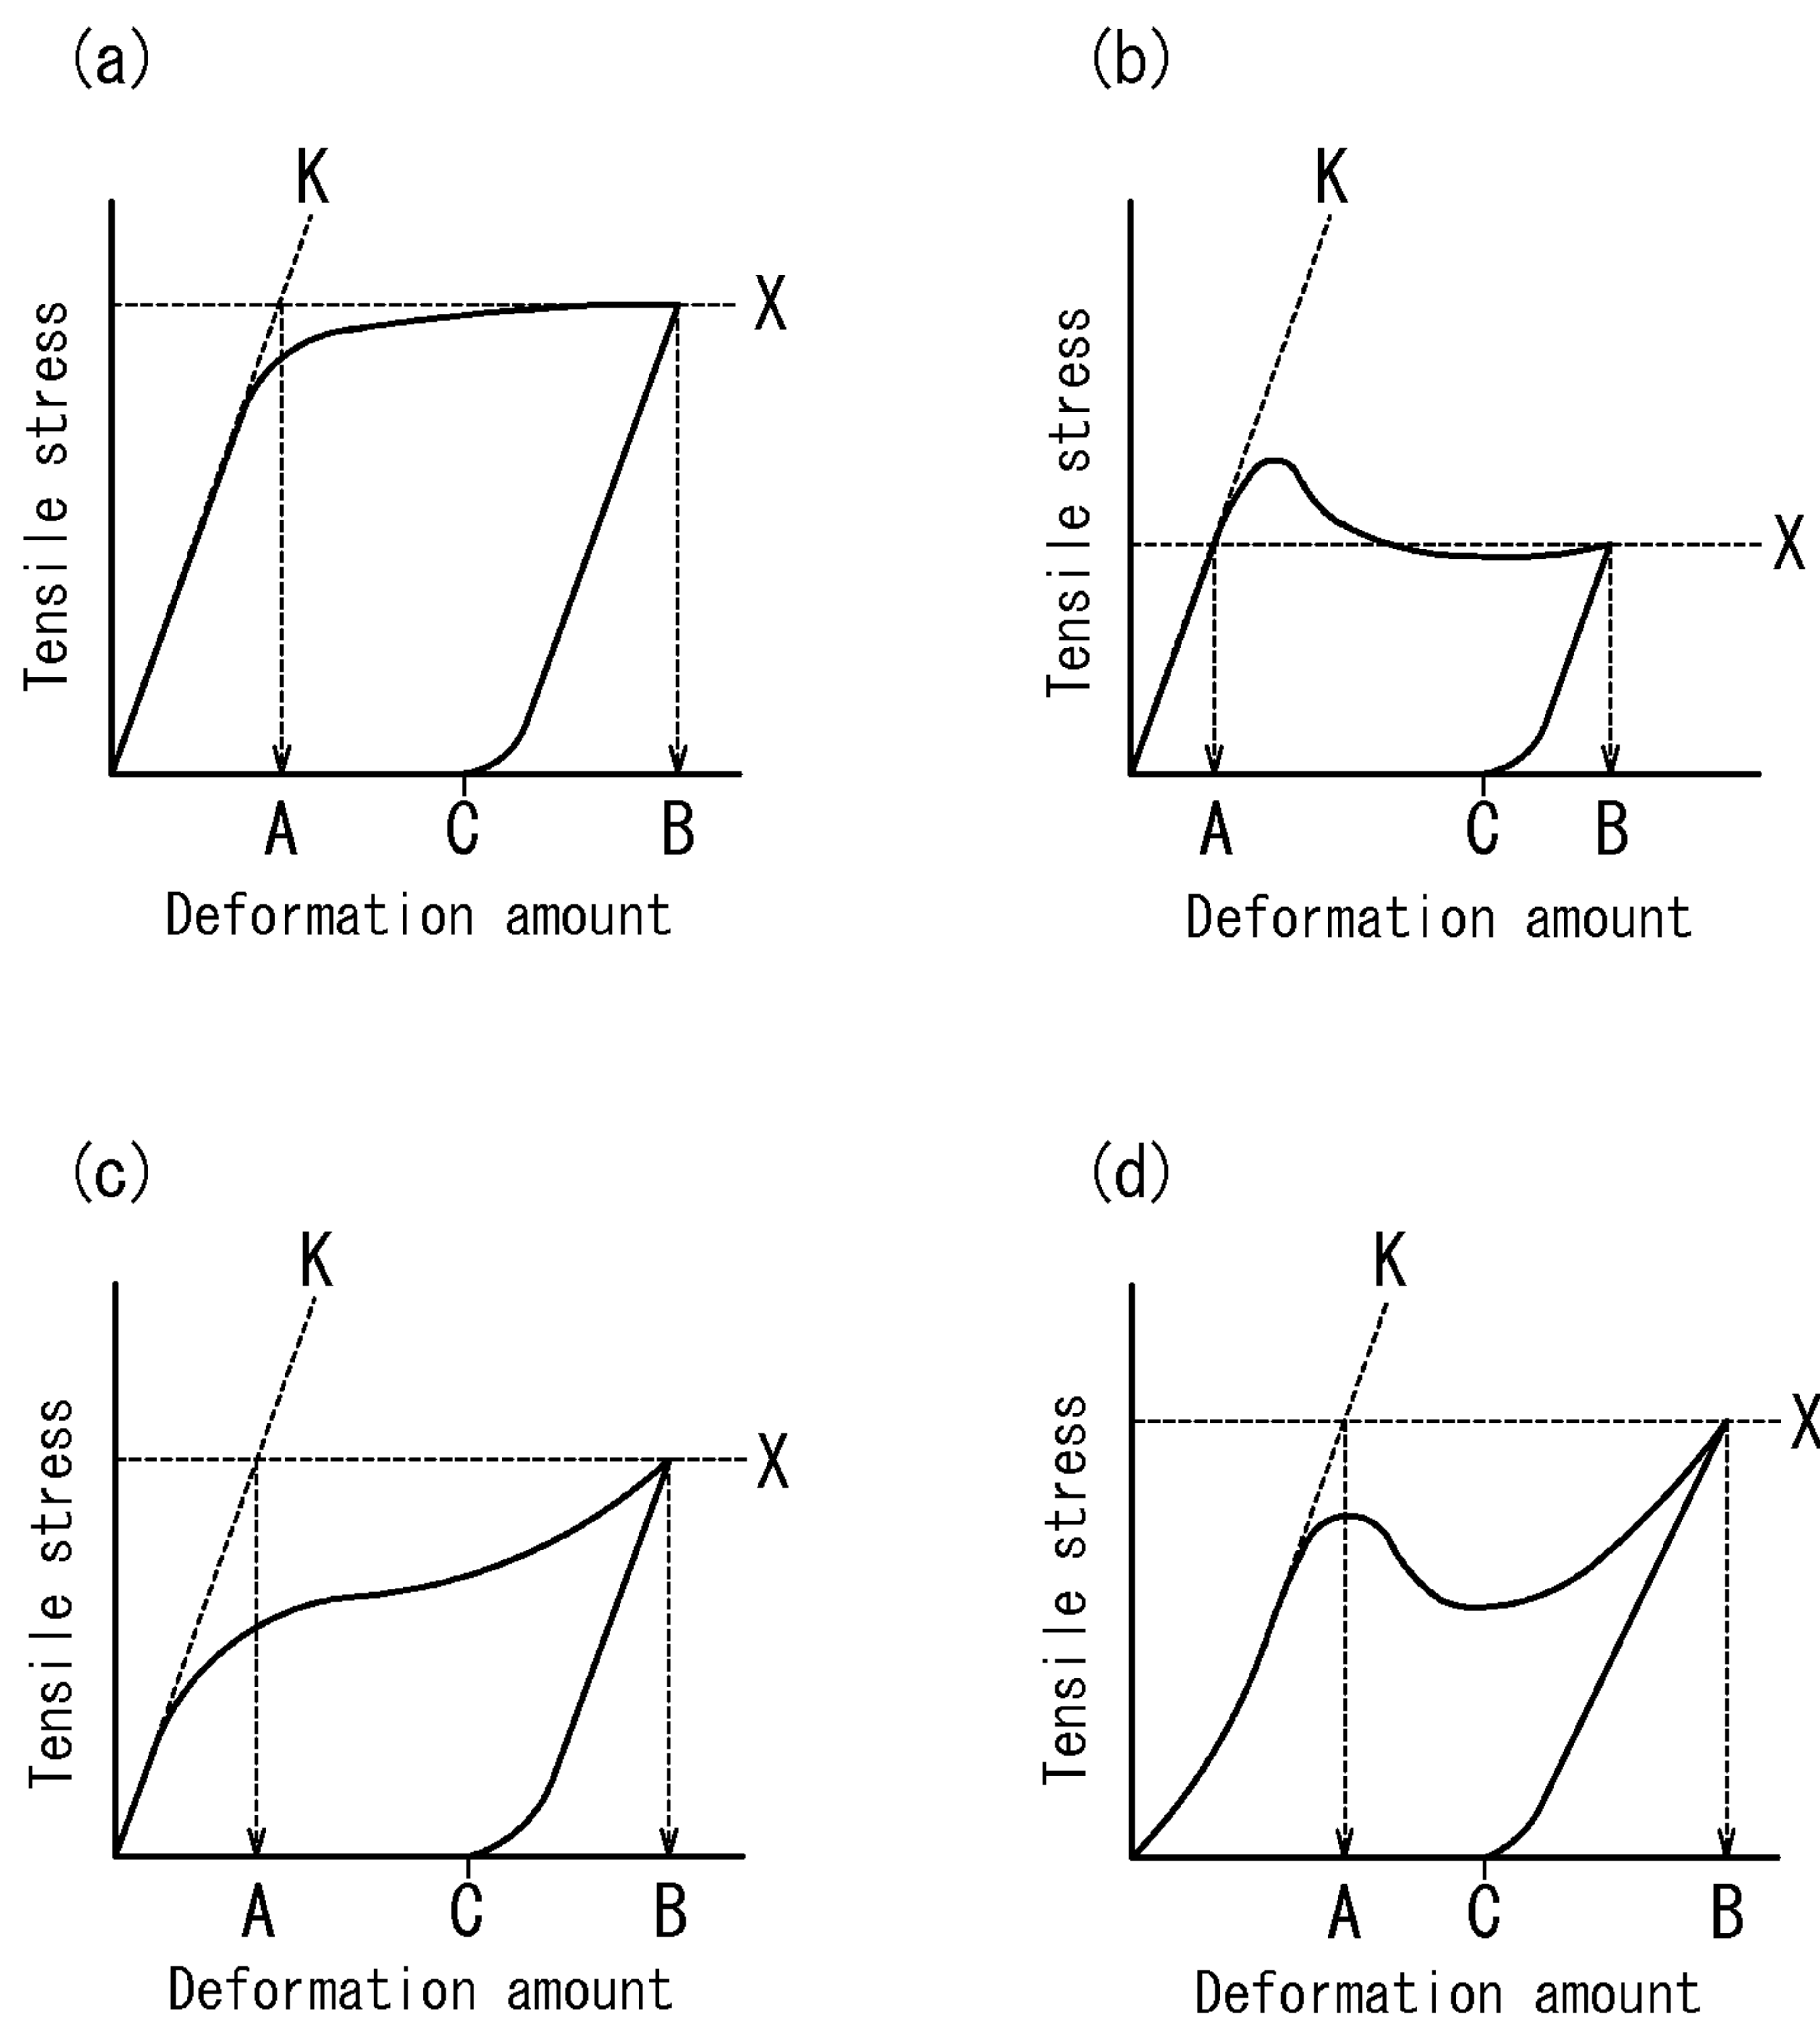 (a)
K
X
Tensile stress
A C B
Deformation amount
(b)
K
X
Tensile stress
A C B
Deformation amount
(c)
K
X
Tensile stress
A C B
Deformation amount
(d)
K
X
Tensile stress
A C B
Deformation amount